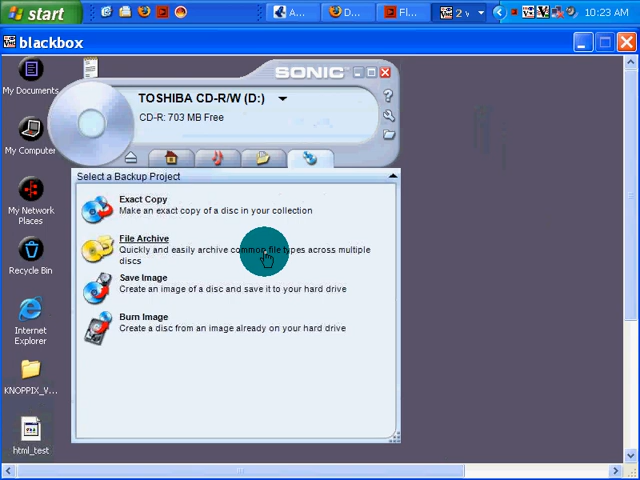 start
A...
D...
Fl...
2 v
10:23 AM
blackbox
My Documents
My Computer
My Network
Places
Recycle Bin
Internet
Explorer
KNOPPIX_V...
html_test
SONIC
TOSHIBA CD-R/W (D:)
CD-R: 703 MB Free
Select a Backup Project
Exact Copy
Make an exact copy of a disc in your collection
File Archive
Quickly and easily archive common file types across multiple
discs
Save Image
Create an image of a disc and save it to your hard drive
Burn Image
Create a disc from an image already on your hard drive